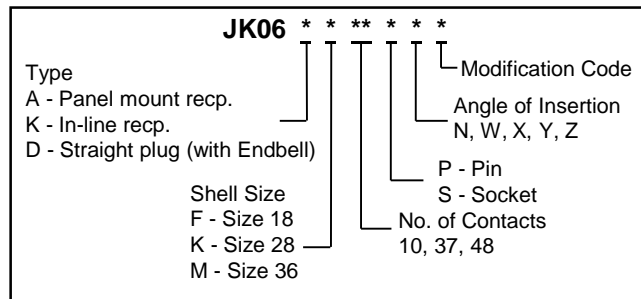 JK06 * * ** * * *
Type
A - Panel mount recp.
K - In-line recp.
D - Straight plug (with Endbell)
Shell Size
F - Size 18
K - Size 28
M - Size 36
Modification Code
Angle of Insertion
N, W, X, Y, Z
P - Pin
S - Socket
No. of Contacts
10, 37, 48